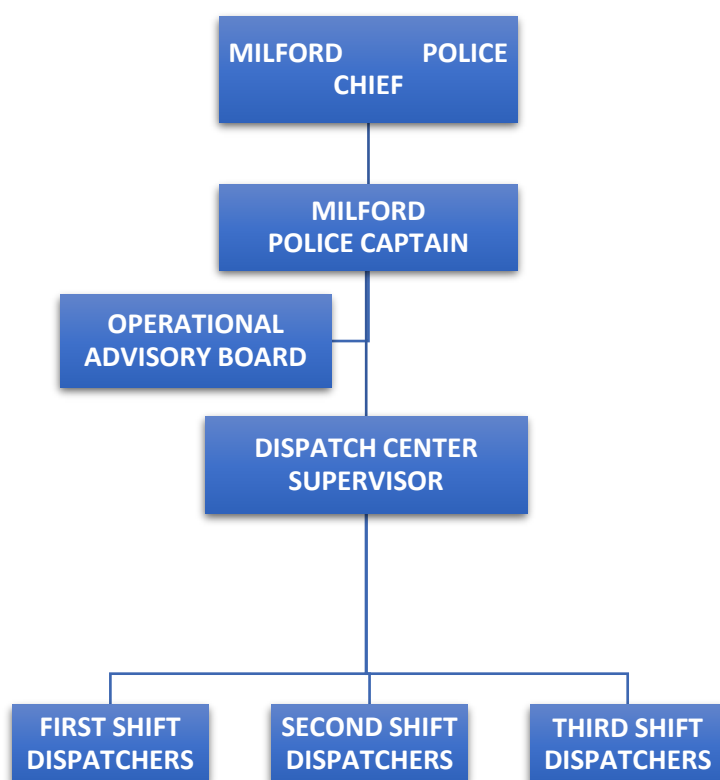 MILFORD POLICE
CHIEF
MILFORD
POLICE CAPTAIN
OPERATIONAL
ADVISORY BOARD
DISPATCH CENTER
SUPERVISOR
FIRST SHIFT
DISPATCHERS
SECOND SHIFT
DISPATCHERS
THIRD SHIFT
DISPATCHERS